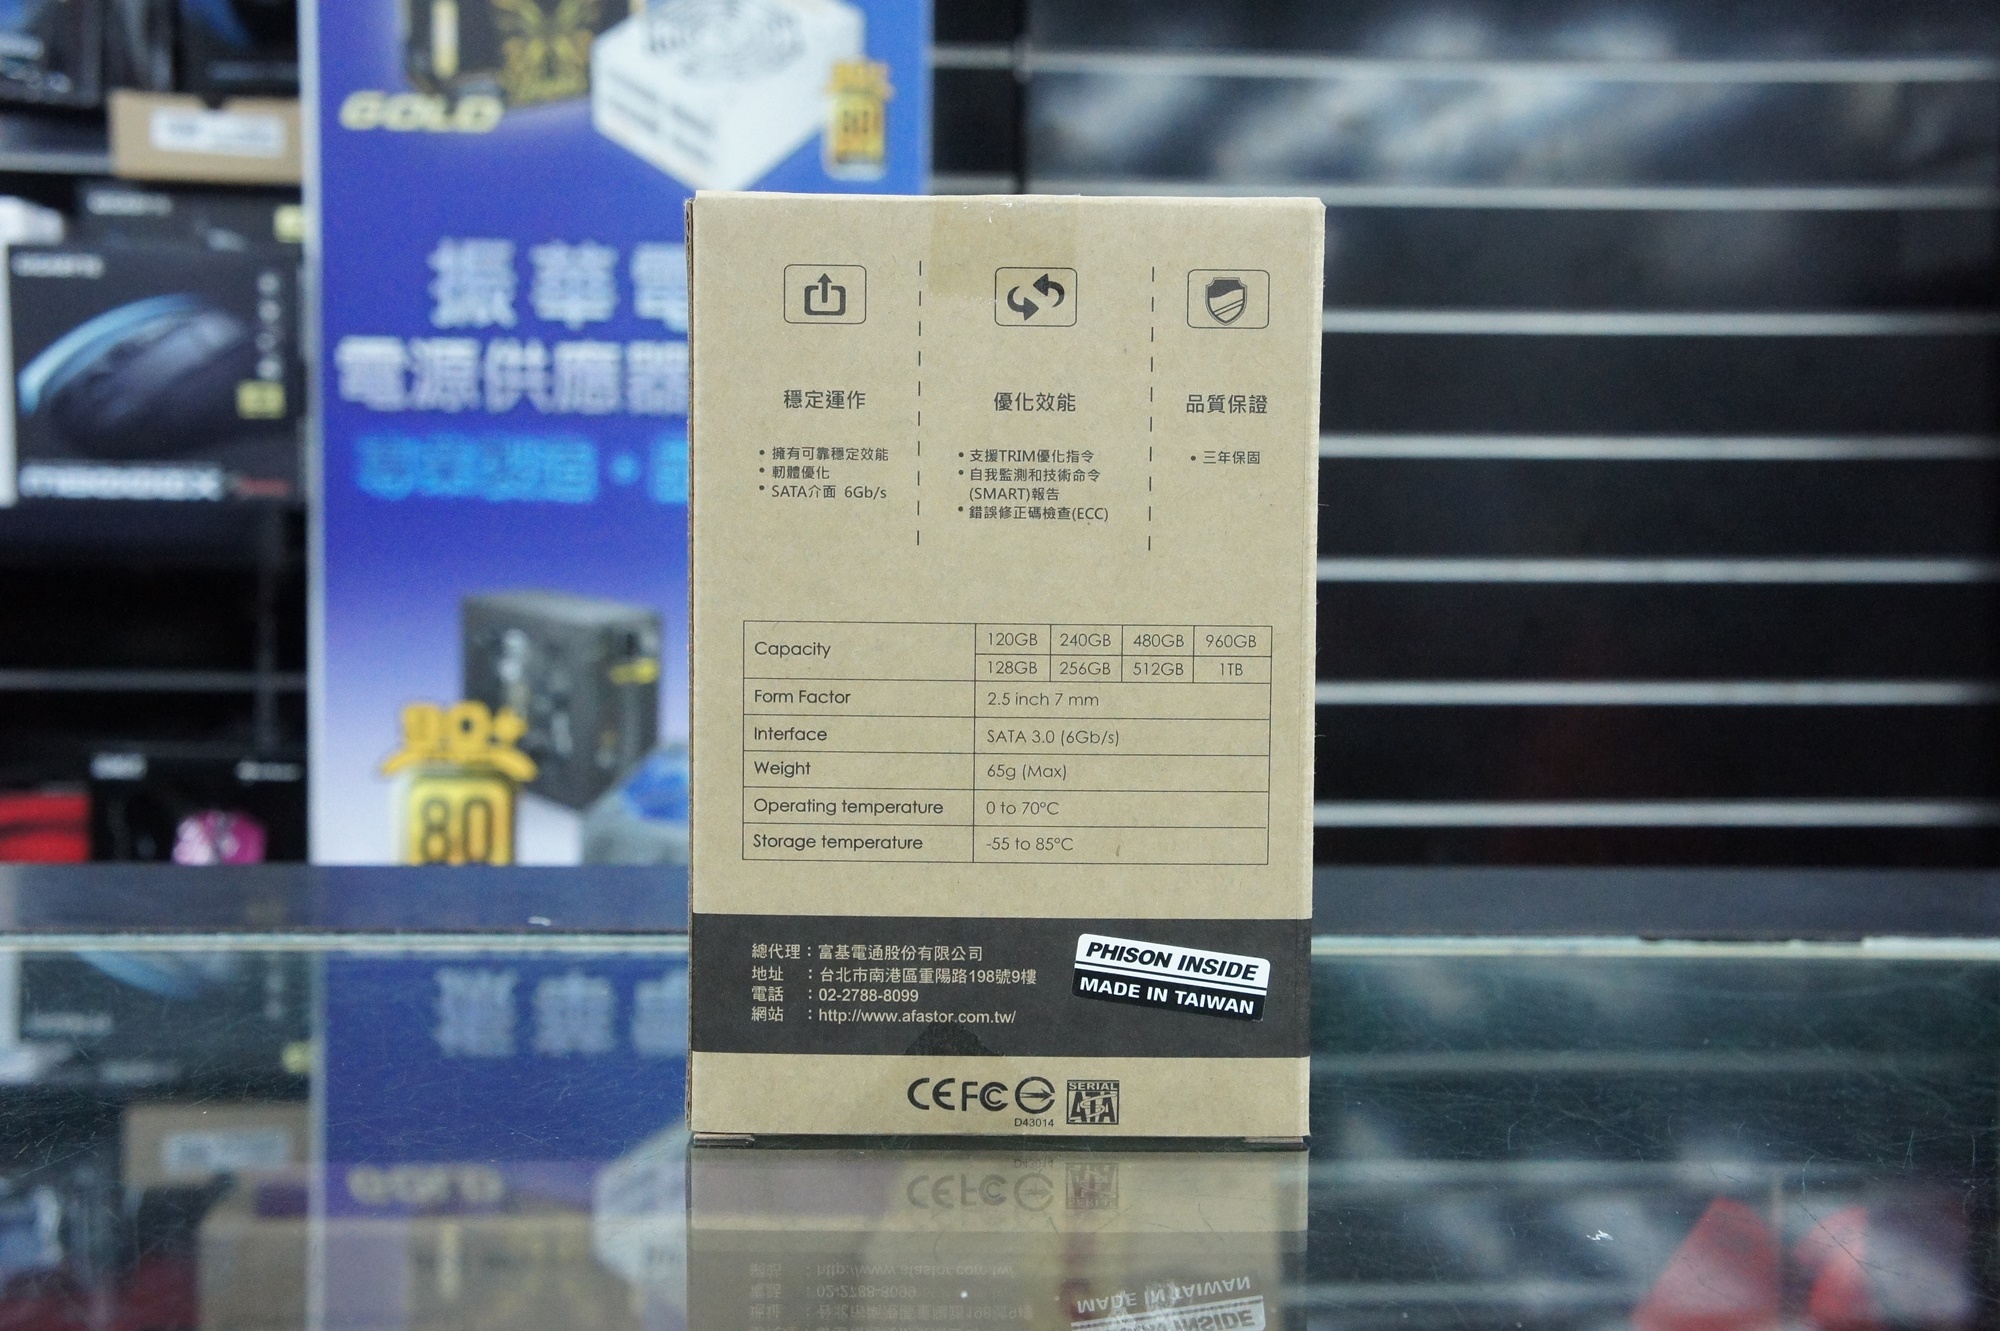 GOLD
振華電
電源供應器
80
穩定運作
• 擁有可靠穩定效能
• 軔體優化
• SATA介面 6Gb/s
優化效能
• 支援TRIM優化指令
• 自我監測和技術命令
(SMART)報告
• 錯誤修正碼檢查(ECC)
品質保證
• 三年保固
Capacity 120GB 240GB 480GB 960GB
128GB 256GB 512GB 1TB
Form Factor 2.5 inch 7 mm
Interface SATA 3.0 (6Gb/s)
Weight 65g (Max)
Operating temperature 0 to 70°C
Storage temperature -55 to 85°C
總代理：富基電通股份有限公司
地址 ：台北市南港區重陽路198號9樓
電話 ：02-2788-8099
網站 ：http://www.afastor.com.tw/
PHISON INSIDE
MADE IN TAIWAN
CE FC
D43014
SERIAL
ATA